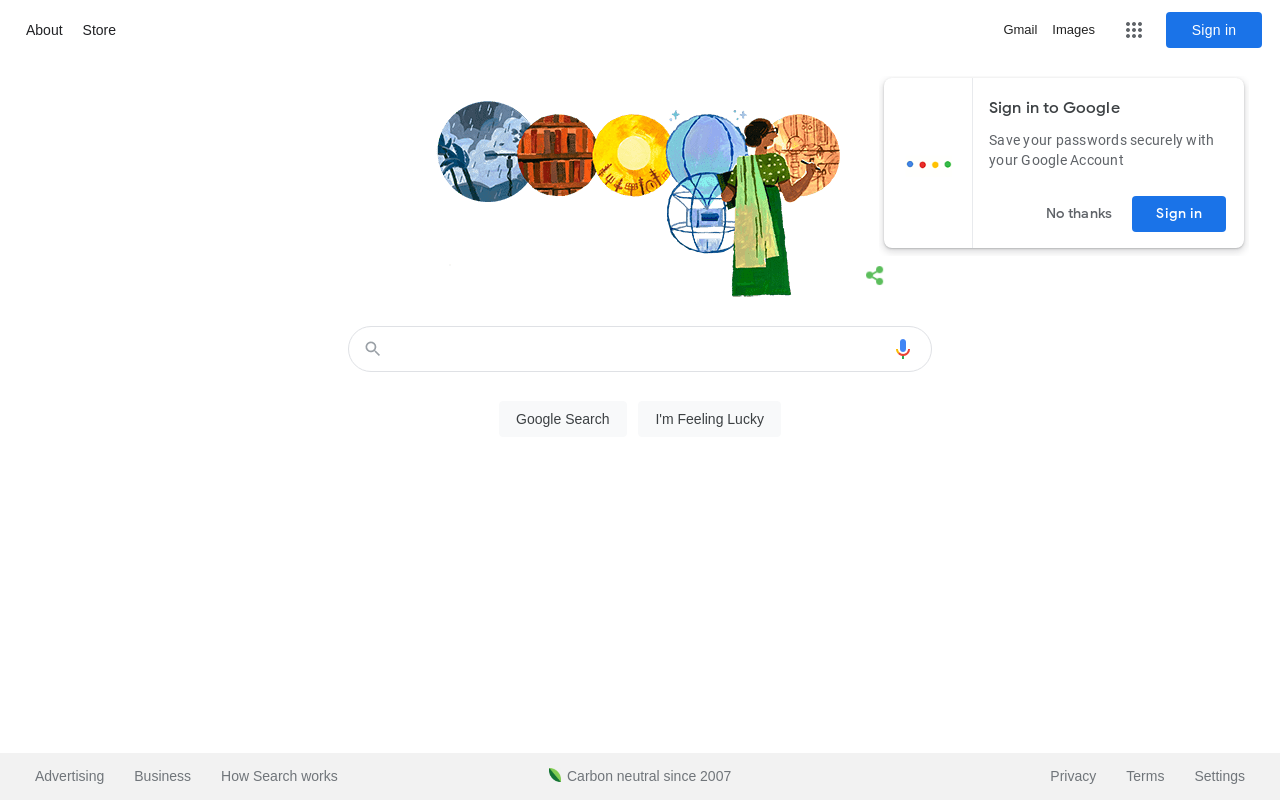 About
Store
Gmail
Images
Sign in
Sign in to Google
Save your passwords securely with
your Google Account
No thanks
Sign in
Google Search
I'm Feeling Lucky
Advertising
Business
How Search works
Carbon neutral since 2007
Privacy
Terms
Settings